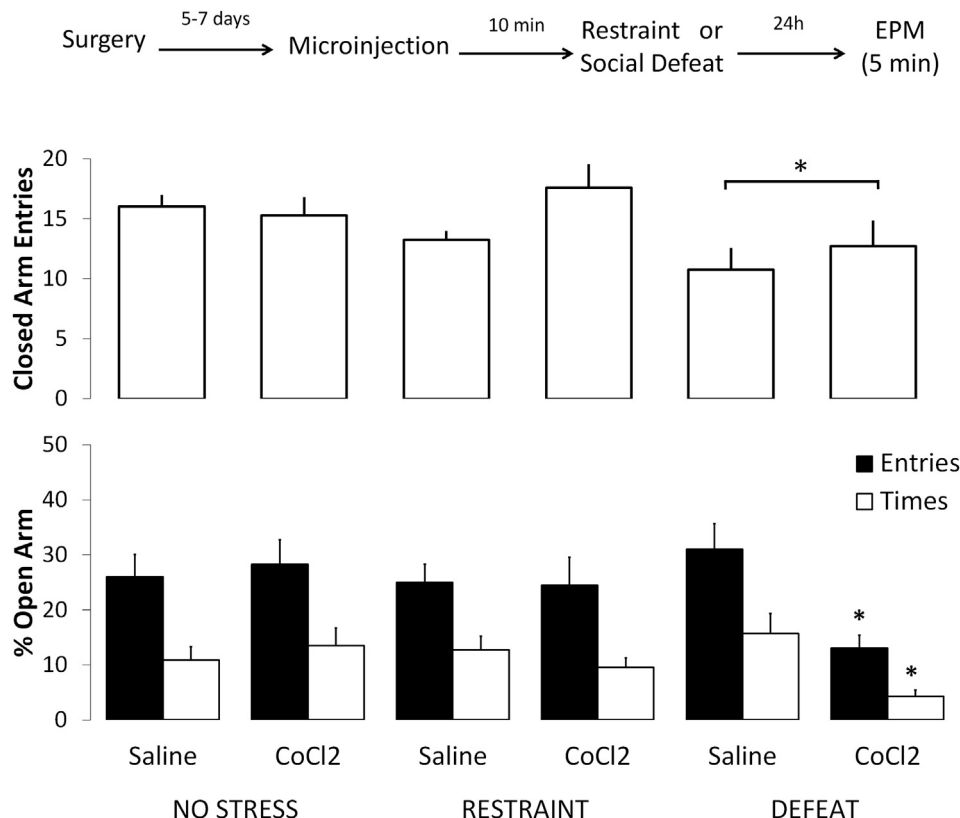 5-7 days
10 min
24h
Surgery
Microinjection
Restraint or
Social Defeat
EPM
(5 min)
Closed Arm Entries
20
15
10
5
0
*
% Open Arm
50
40
30
20
10
0
Entries
Times
*
*
Saline CoCl2 Saline CoCl2 Saline CoCl2
NO STRESS RESTRAINT DEFEAT